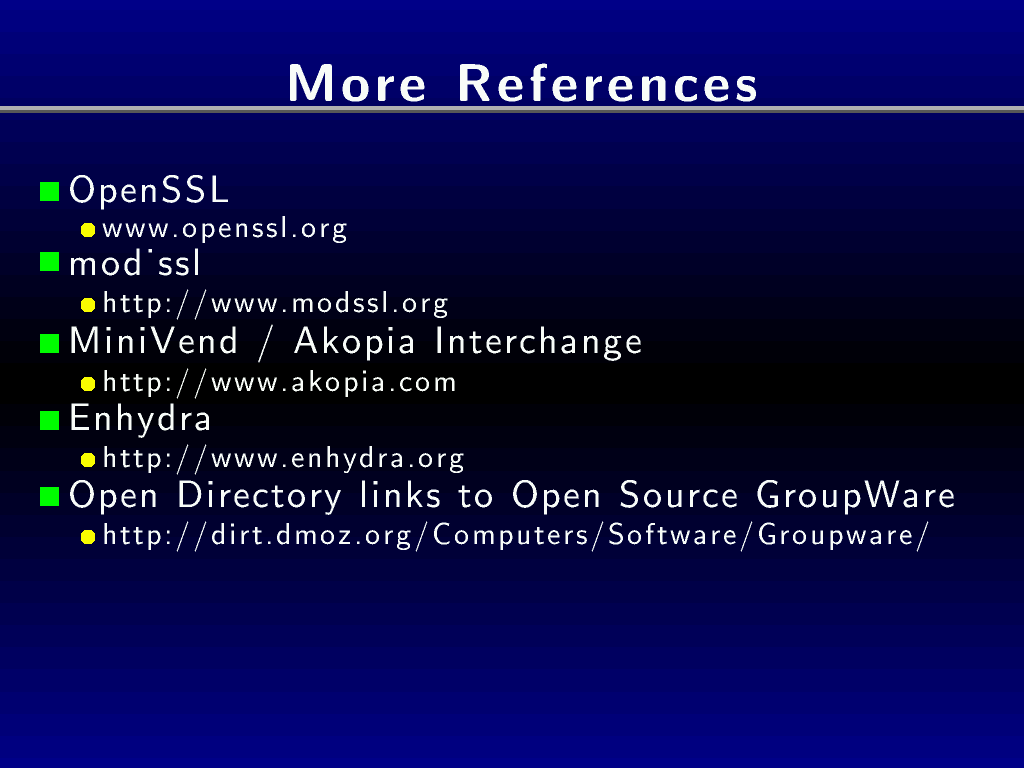 More References
OpenSSL
www.openssl.org
mod˙ssl
http://www.modssl.org
MiniVend / Akopia Interchange
http://www.akopia.com
Enhydra
http://www.enhydra.org
Open Directory links to Open Source GroupWare
http://dirt.dmoz.org/Computers/Software/Groupware/